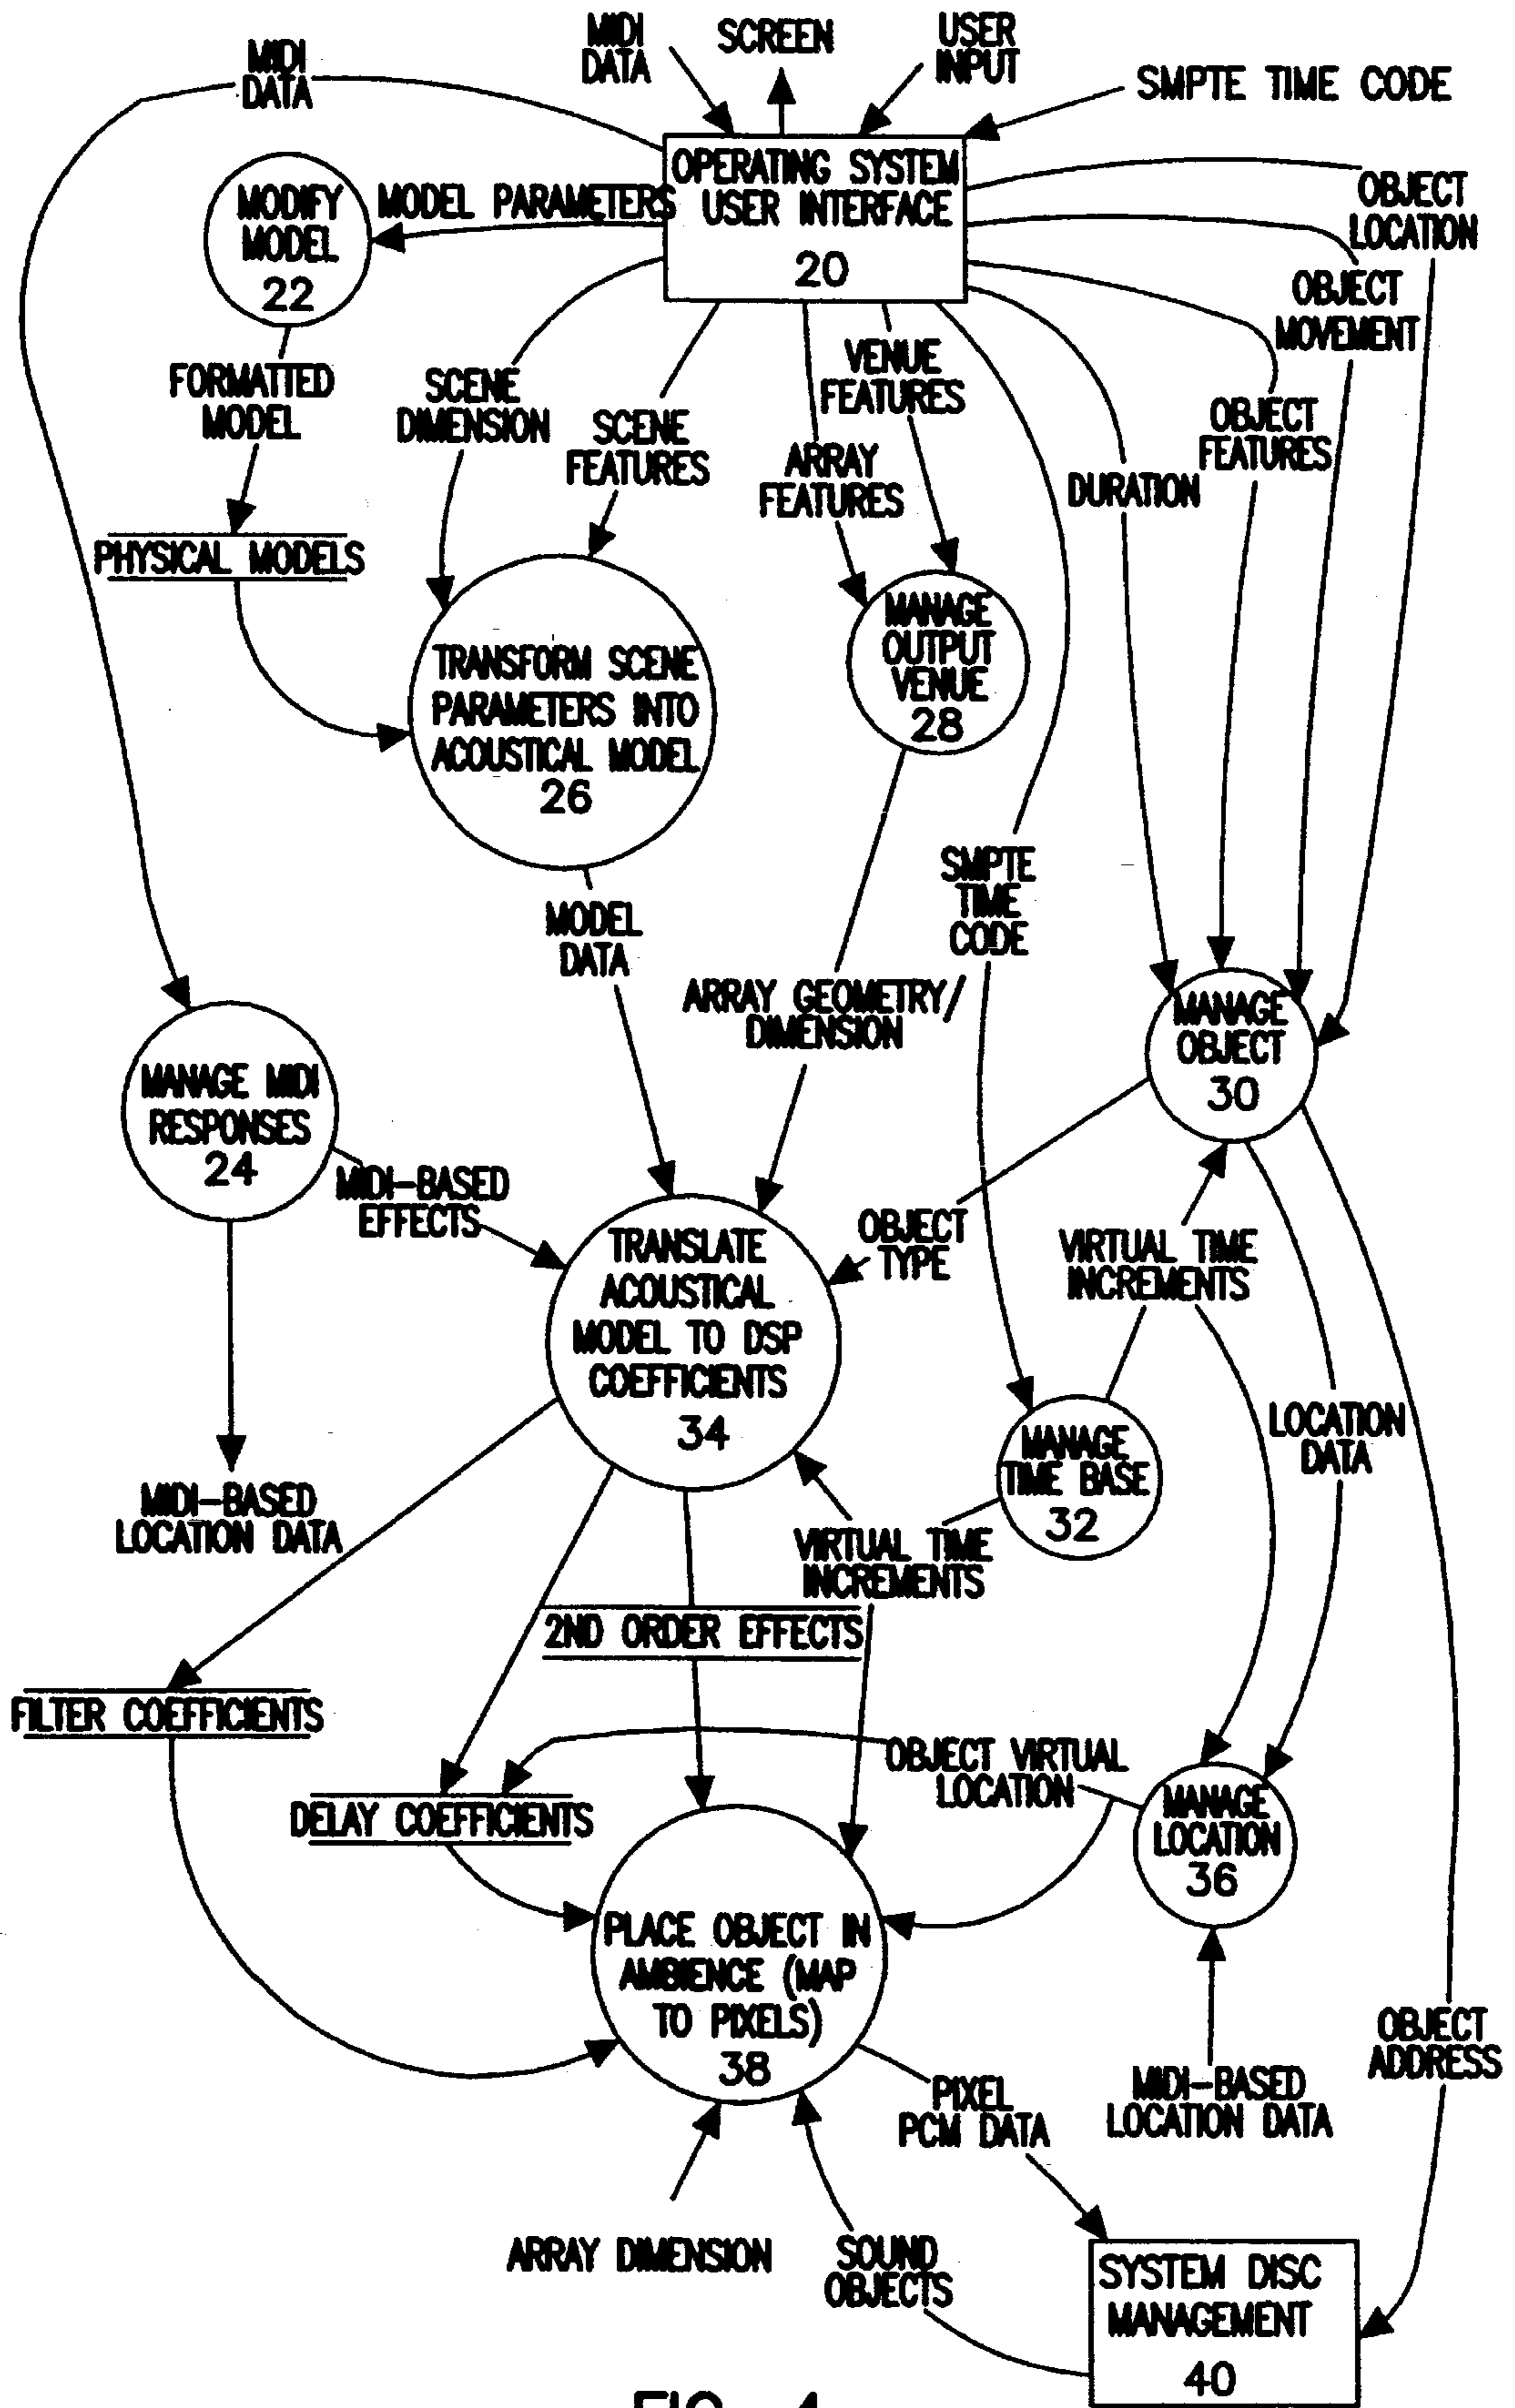 MIDI
DATA
SCREEN
USER
INPUT
SMPTE TIME CODE
MIDI
DATA
OPERATING SYSTEM
USER INTERFACE
20
MODEL PARAMETERS
MODIFY
MODEL
22
OBJECT
LOCATION
OBJECT
MOVEMENT
VENUE
FEATURES
FORMATTED
MODEL
SCENE
DIMENSION
SCENE
FEATURES
ARRAY
FEATURES
OBJECT
FEATURES
DURATION
PHYSICAL MODELS
TRANSFORM SCENE
PARAMETERS INTO
ACOUSTICAL MODEL
26
MANAGE
OUTPUT
VENUE
28
SMPTE
TIME
CODE
MODEL
DATA
ARRAY GEOMETRY/
DIMENSION
MANAGE
OBJECT
30
MANAGE MIDI
RESPONSES
24
MIDI-BASED
EFFECTS
OBJECT
TYPE
VIRTUAL TIME
INCREMENTS
TRANSLATE
ACOUSTICAL
MODEL TO DSP
COEFFICIENTS
34
LOCATION
DATA
MANAGE
TIME BASE
32
MIDI-BASED
LOCATION DATA
VIRTUAL TIME
INCREMENTS
2ND ORDER EFFECTS
FILTER COEFFICIENTS
OBJECT VIRTUAL
LOCATION
DELAY COEFFICIENTS
MANAGE
LOCATION
36
PLACE OBJECT IN
AMBIENCE (MAP
TO PIXELS)
38
OBJECT
ADDRESS
PIXEL
PCM DATA
MIDI-BASED
LOCATION DATA
ARRAY DIMENSION
SOUND
OBJECTS
SYSTEM DISC
MANAGEMENT
40